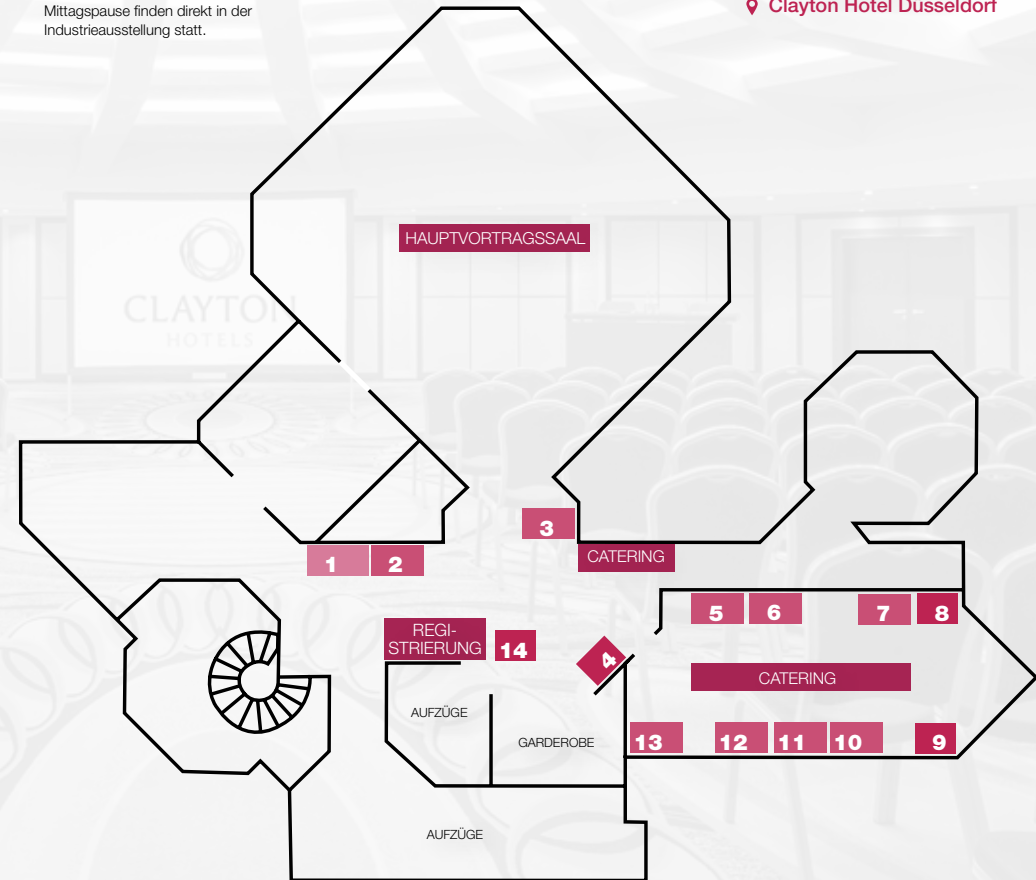 Mittagspause finden direkt in der
Industrieausstellung statt.
Clayton Hotel Düsseldorf
HAUPTVORTRAGSSAAL
CLAYTON
HOTELS
3
1
2
CATERING
5
6
7
8
REGI-
STRIERUNG
14
4
CATERING
AUFZÜGE
GARDEROBE
13
12
11
10
9
AUFZÜGE